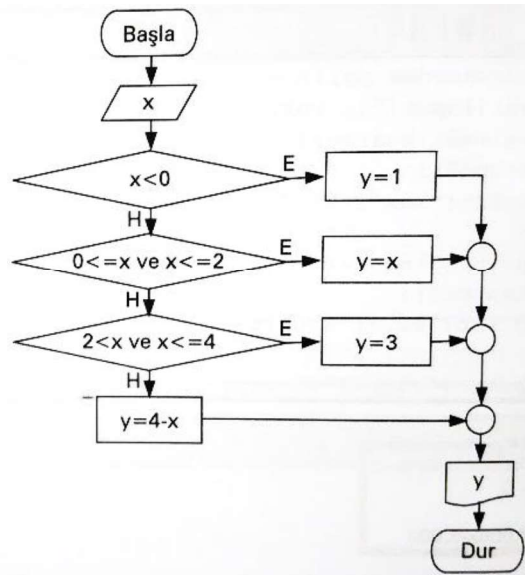 Başla
x
x<0
E
y=1
H
0<=x ve x<=2
E
y=x
H
2<x ve x<=4
E
y=3
H
y=4-x
y
Dur